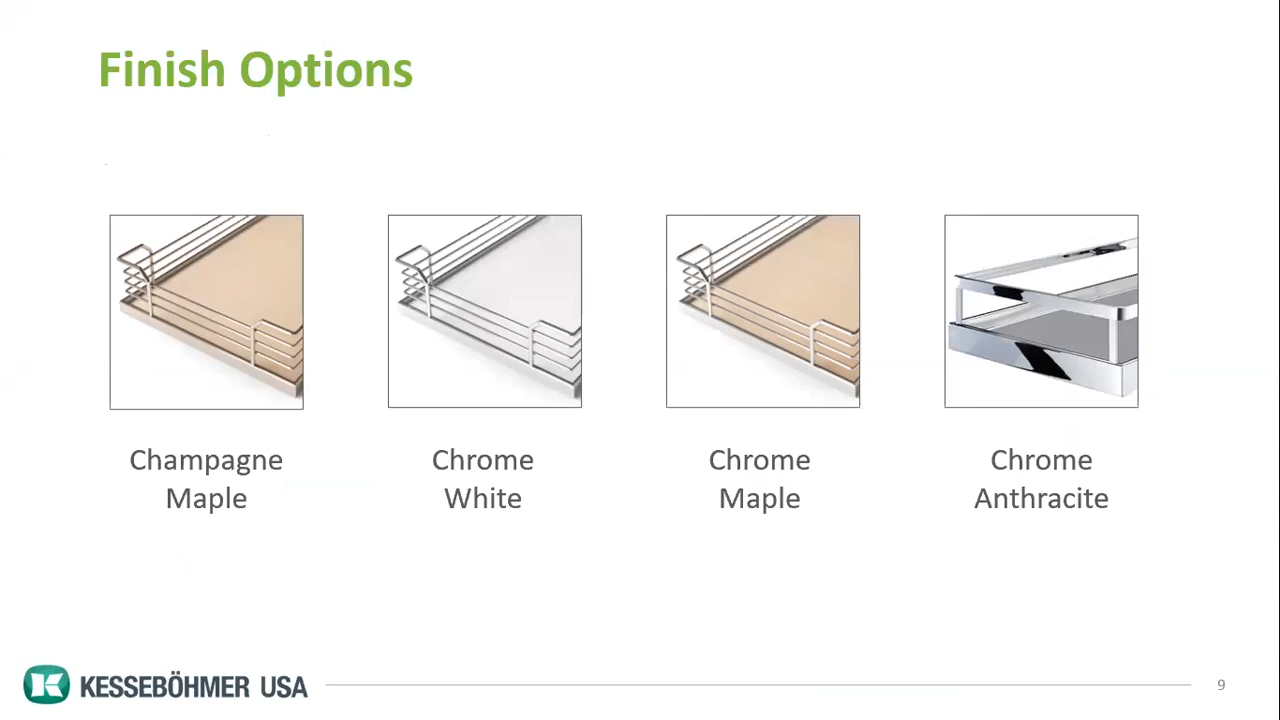 Finish Options
Champagne
Maple
Chrome
White
Chrome
Maple
Chrome
Anthracite
KESSEBÖHMER USA
9